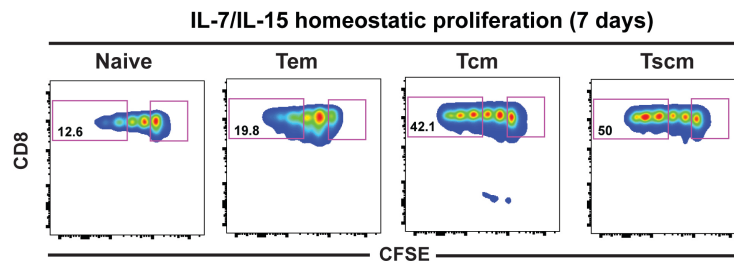 IL-7/IL-15 homeostatic proliferation (7 days)
Naive Tem Tcm Tscm
CD8
12.6 19.8 42.1 50
CFSE